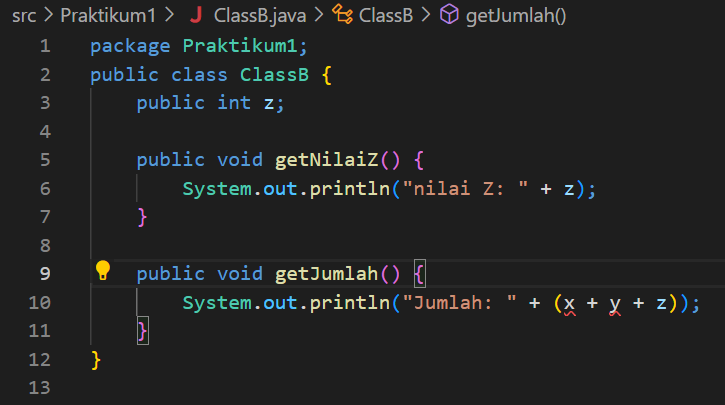 src > Praktikum1 > J ClassB.java > ClassB > getJumlah()
1 package Praktikum1;
2 public class ClassB {
3     public int z;
4
5     public void getNilaiZ() {
6         System.out.println("nilai Z: " + z);
7     }
8
9     public void getJumlah() {
10         System.out.println("Jumlah: " + (x + y + z));
11     }
12 }
13